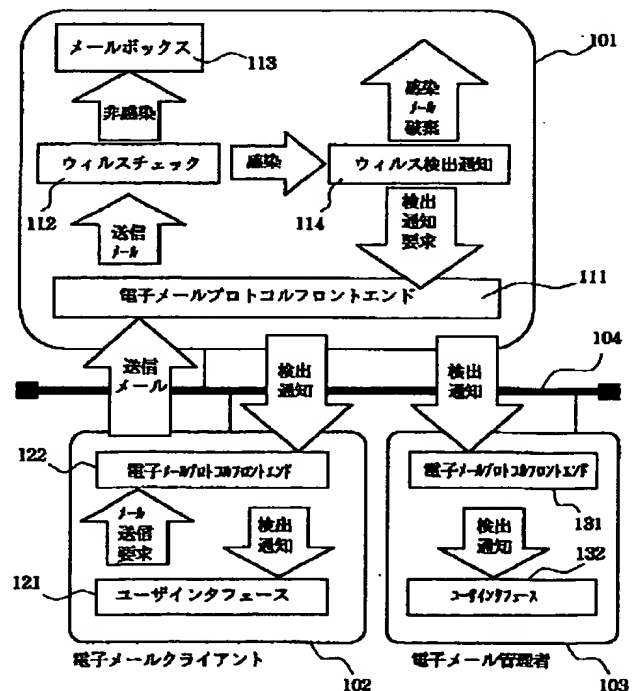 メールボックス
113
101
非感染
感染
メール
破棄
ウィルスチェック
感染
ウィルス検出通知
112
114
送信
メール
検出
通知
要求
電子メールプロトコルフロントエンド
111
送信
メール
検出
通知
検出
通知
104
122
電子メールプロトコルフロントエンド
電子メールプロトコルフロントエンド
131
メール
送信
要求
検出
通知
検出
通知
132
121
ユーザインタフェース
ユーザインタフェース
電子メールクライアント
102
電子メール管理者
103